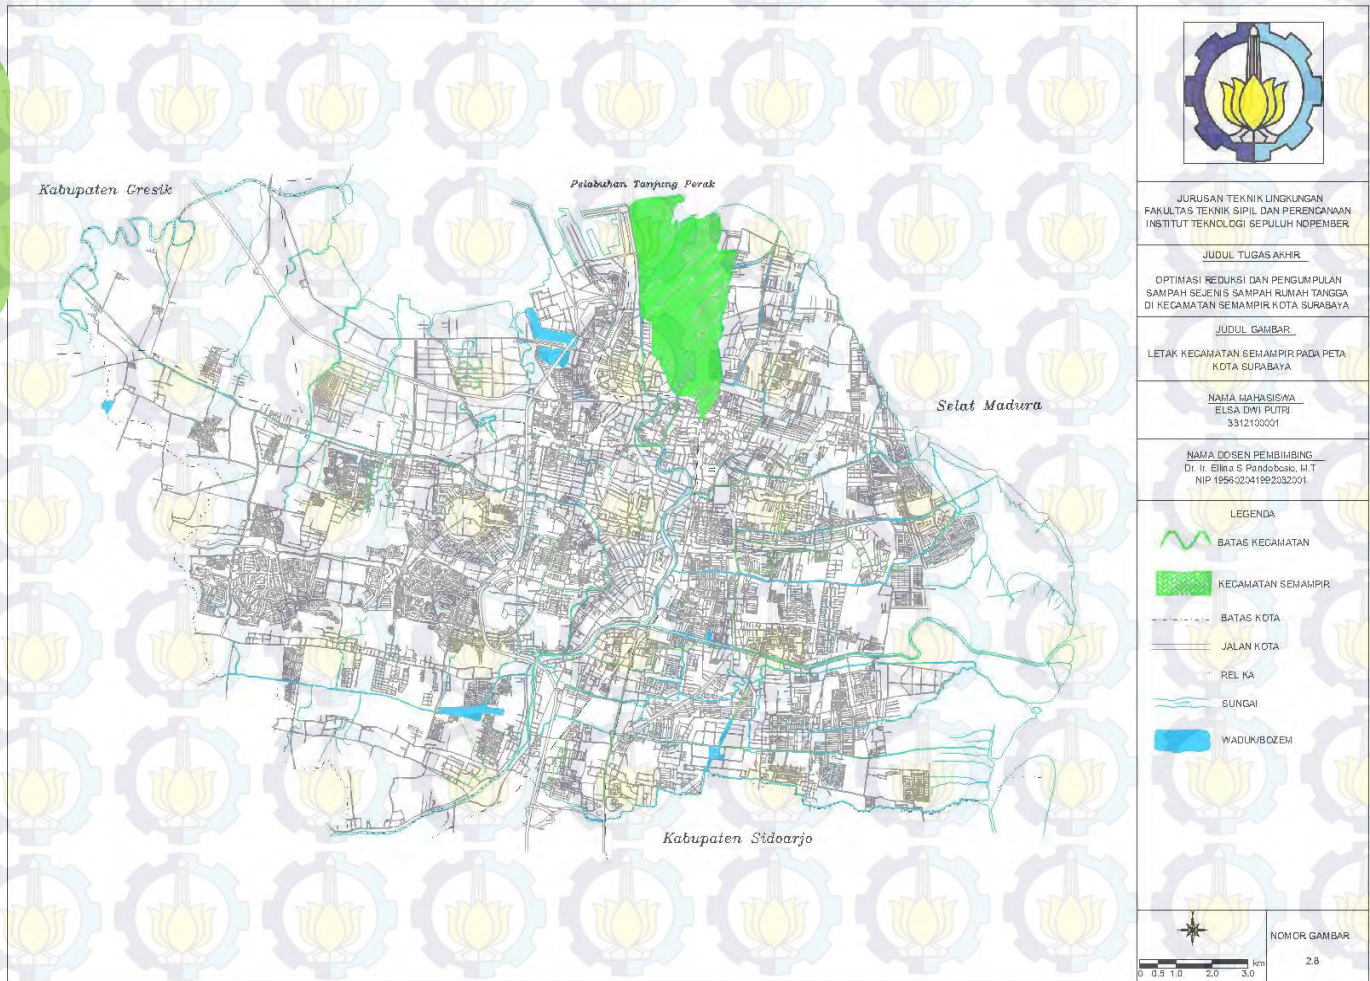 Kabupaten Gresik
Pelabuhan Tanjung Perak
Selat Madura
Kabupaten Sidoarjo
JURUSAN TEKNIK LINGKUNGAN
FAKULTAS TEKNIK SIPIL DAN PERENCANAAN
INSTITUT TEKNOLOGI SEPULUH NOPEMBER
JUDUL TUGAS AKHIR
OPTIMASI REDUKSI DAN PENGUMPULAN
SAMPAH SEJENIS SAMPAH RUMAH TANGGA
DI KECAMATAN SEMAMPIR KOTA SURABAYA
JUDUL GAMBAR
LETAK KECAMATAN SEMAMPIR PADA PETA
KOTA SURABAYA
NAMA MAHASISWA
ELSA DWI PUTRI
3312100001
NAMA DOSEN PEMBIMBING
Dr. Ir. Ellina S Pandebesie, M.T
NIP 195602041992032001
LEGENDA
BATAS KECAMATAN
KECAMATAN SEMAMPIR
BATAS KOTA
JALAN KOTA
REL KA
SUNGAI
WADUK/BOZEM
NOMOR GAMBAR
2.8
km
0 0.5 1.0 2.0 3.0